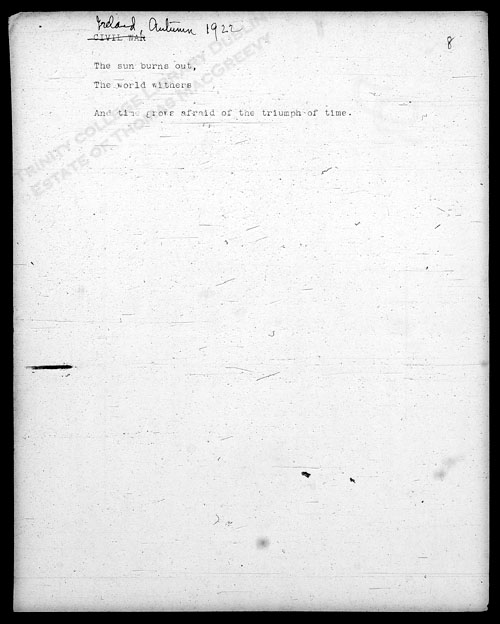 Ireland, Autumn 1922
CIVIL WAR
8
The sun burns out,
The world withers
And time grows afraid of the triumph of time.
TRINITY COLLEGE LIBRARY DUBLIN
ESTATE OF THOMAS MACGREEVY